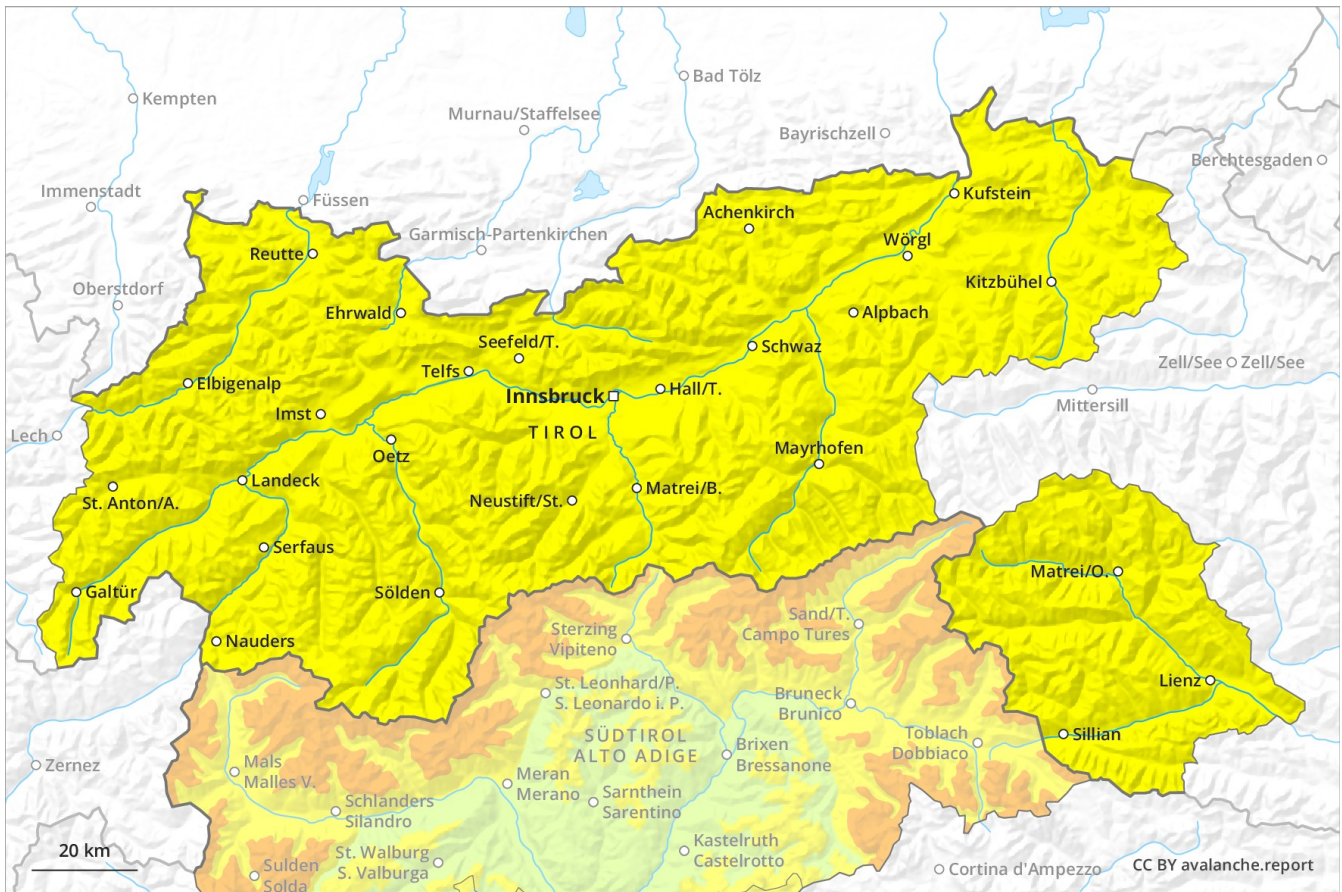 Bad Tölz
Kempten
Murnau/Staffelsee
Bayrischzell
Berchtesgaden
Immenstadt
Füssen
Kufstein
Achenkirch
Garmisch-Partenkirchen
Wörgl
Reutte
Oberstdorf
Kitzbühel
Ehrwald
Alpbach
Seefeld/T.
Schwaz
Zell/See
Zell/See
Telfs
Elbigenalp
Hall/T.
Innsbruck
Mittersill
Imst
TIROL
Lech
Oetz
Mayrhofen
Landeck
St. Anton/A.
Neustift/St.
Matrei/B.
Serfaus
Matrei/O.
Galtür
Sölden
Sand/T.
Campo Tures
Sterzing
Vipiteno
Nauders
Lienz
St. Leonhard/P.
S. Leonardo i. P.
Bruneck
Brunico
SÜDTIROL
ALTO ADIGE
Toblach
Dobbiaco
Sillian
Brixen
Bressanone
Zernez
Mals
Malles V.
Meran
Merano
Sarnthein
Sarentino
Schlanders
Silandro
Kastelruth
Castelrotto
20 km
St. Walburg
S. Valburga
Sulden
Solda
Cortina d'Ampezzo
CC BY avalanche.report